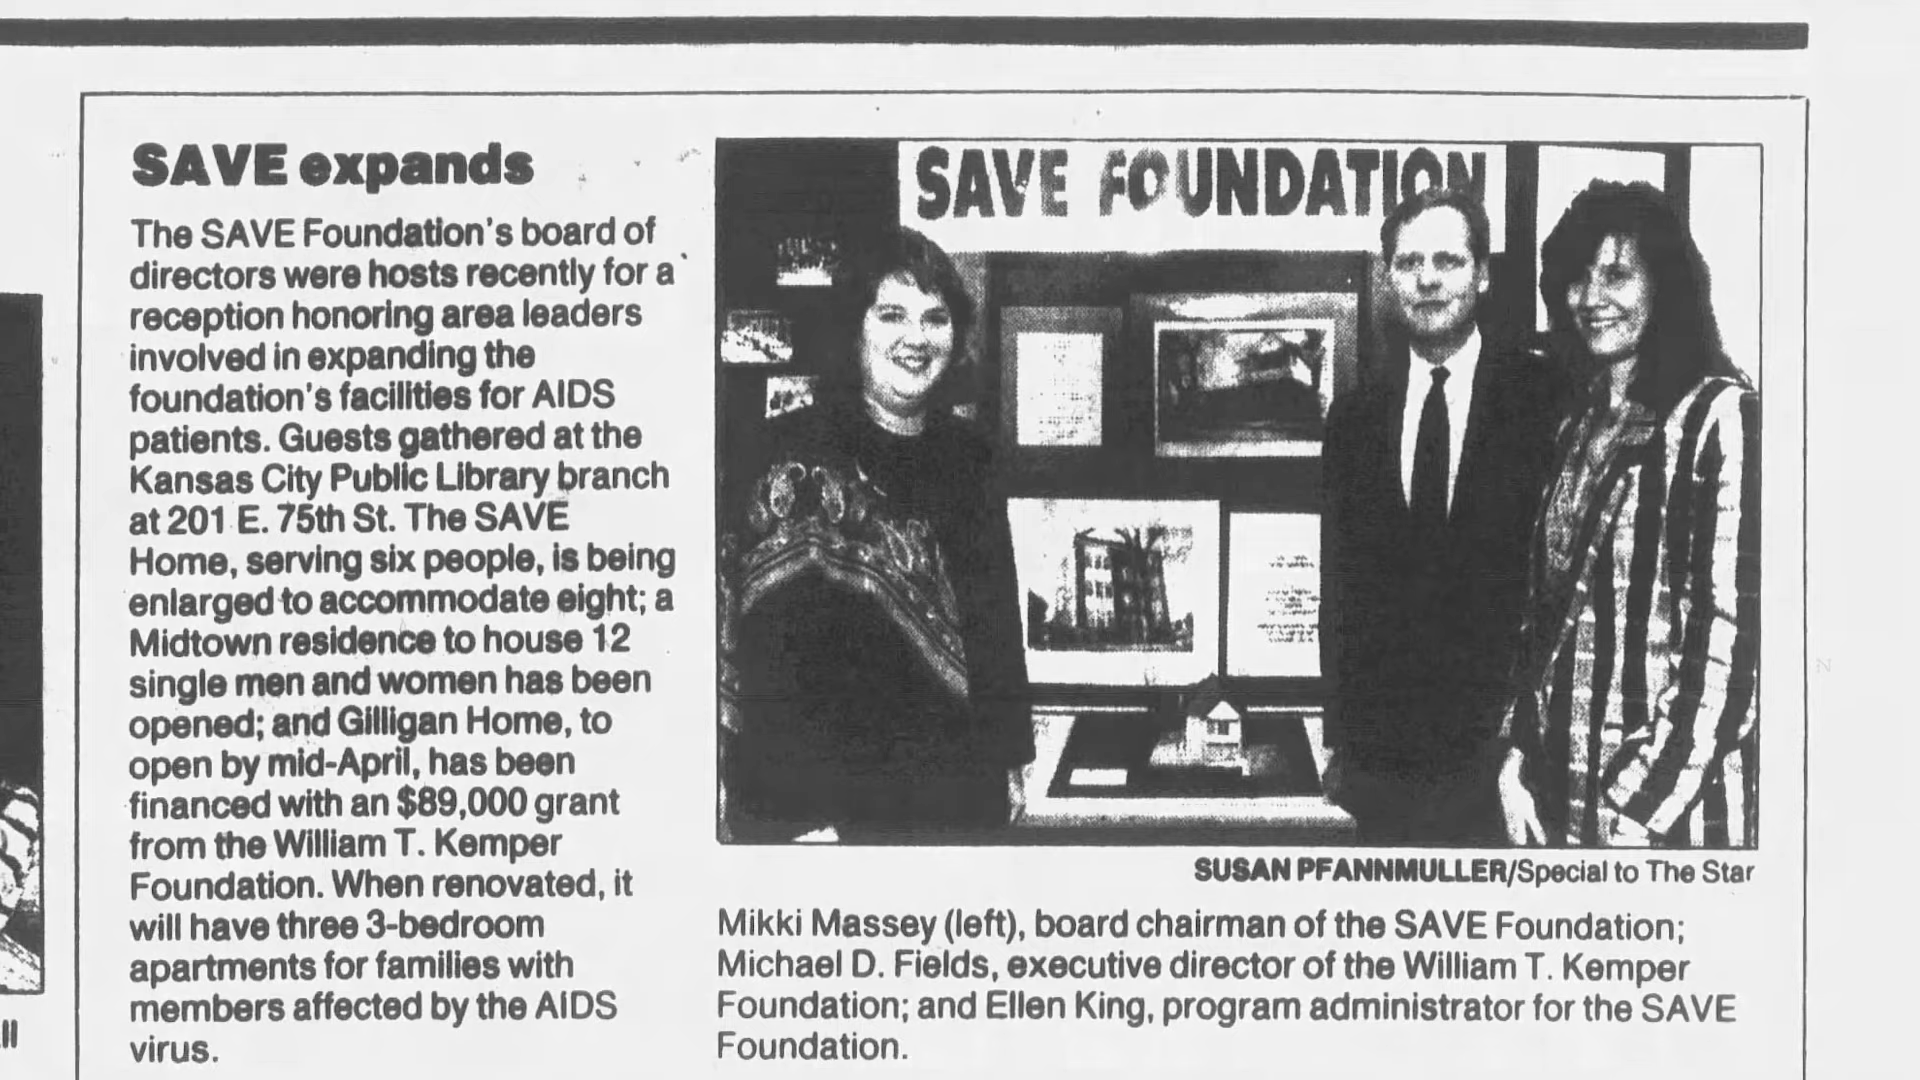 SAVE expands
The SAVE Foundation's board of
directors were hosts recently for a
reception honoring area leaders
involved in expanding the
foundation's facilities for AIDS
patients. Guests gathered at the
Kansas City Public Library branch
at 201 E. 75th St. The SAVE
Home, serving six people, is being
enlarged to accommodate eight; a
Midtown residence to house 12
single men and women has been
opened; and Gilligan Home, to
open by mid-April, has been
financed with an $89,000 grant
from the William T. Kemper
Foundation. When renovated, it
will have three 3-bedroom
apartments for families with
members affected by the AIDS
virus.
SAVE FOUNDATION
SUSAN PFANNMULLER/Special to The Star
Mikki Massey (left), board chairman of the SAVE Foundation;
Michael D. Fields, executive director of the William T. Kemper
Foundation; and Ellen King, program administrator for the SAVE
Foundation.